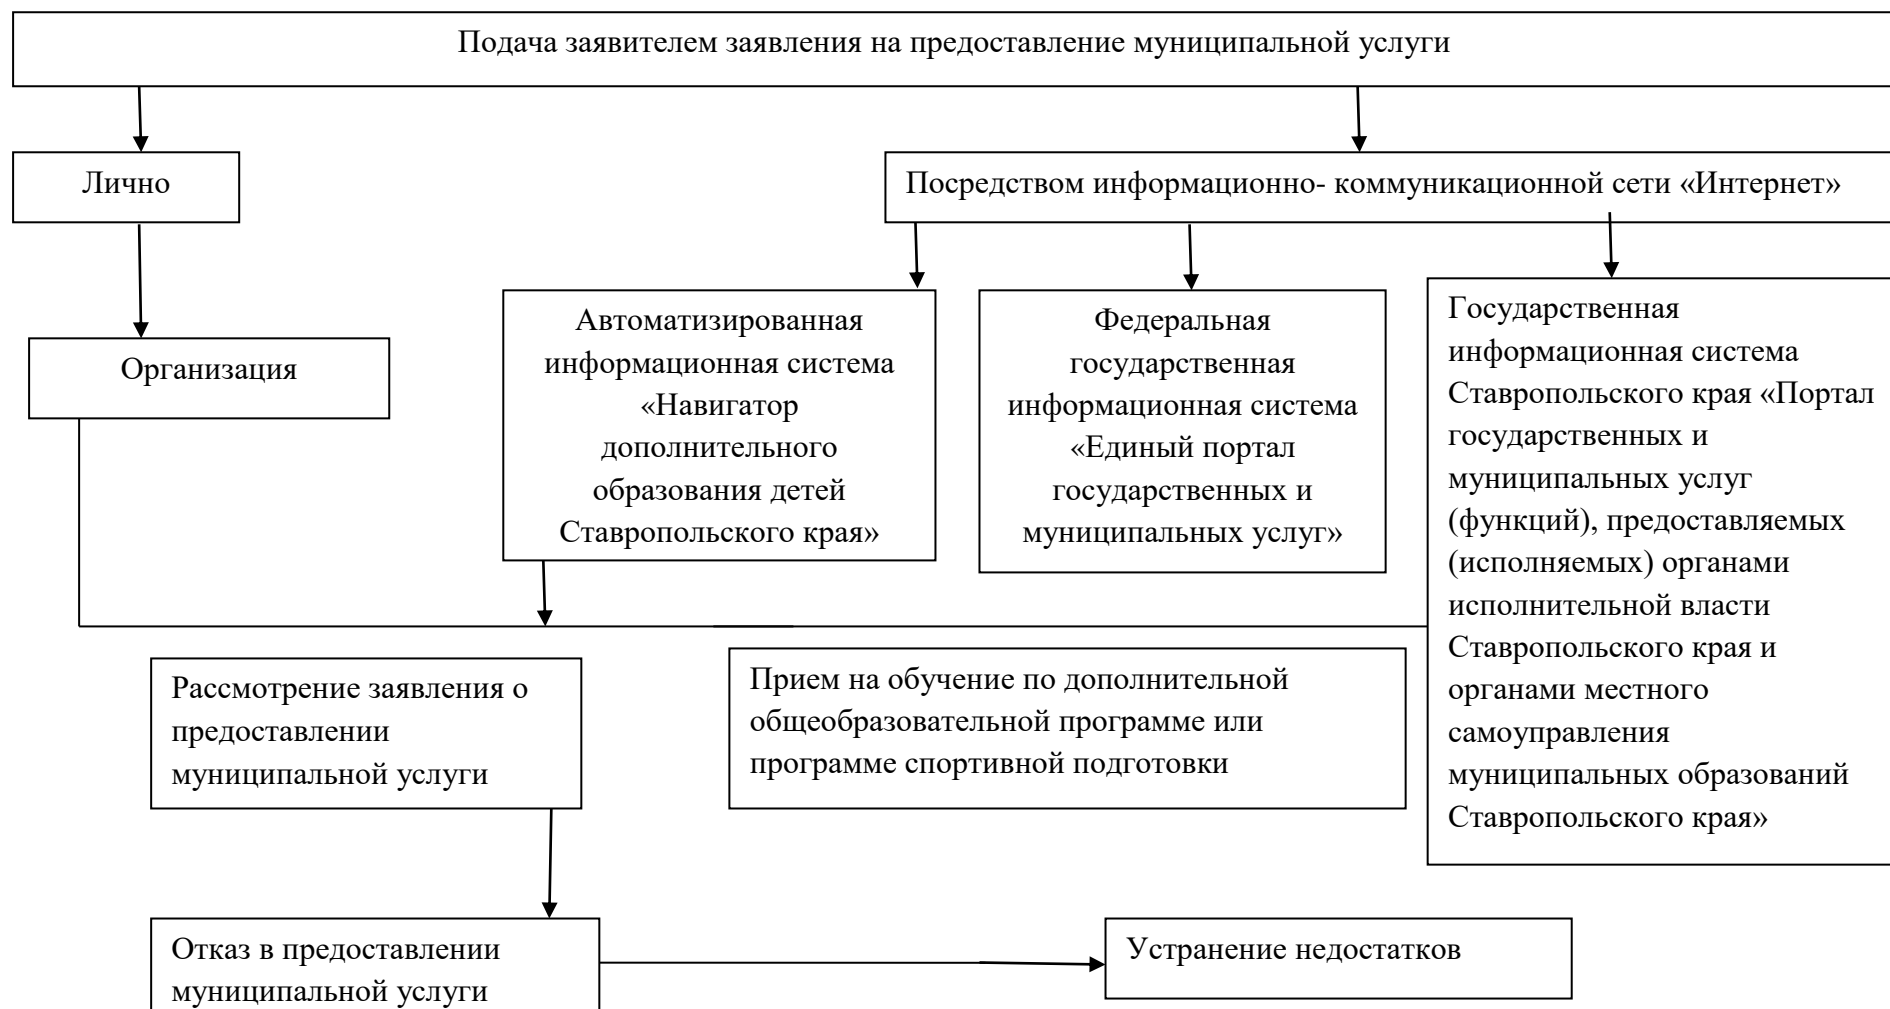 Подача заявителем заявления на предоставление муниципальной услуги
Лично
Посредством информационно- коммуникационной сети «Интернет»
Организация
Автоматизированная
информационная система
«Навигатор
дополнительного
образования детей
Ставропольского края»
Федеральная
государственная
информационная система
«Единый портал
государственных и
муниципальных услуг»
Государственная
информационная система
Ставропольского края «Портал
государственных и
муниципальных услуг
(функций), предоставляемых
(исполняемых) органами
исполнительной власти
Ставропольского края и
органами местного
самоуправления
муниципальных образований
Ставропольского края»
Рассмотрение заявления о
предоставлении
муниципальной услуги
Прием на обучение по дополнительной
общеобразовательной программе или
программе спортивной подготовки
Отказ в предоставлении
муниципальной услуги
Устранение недостатков